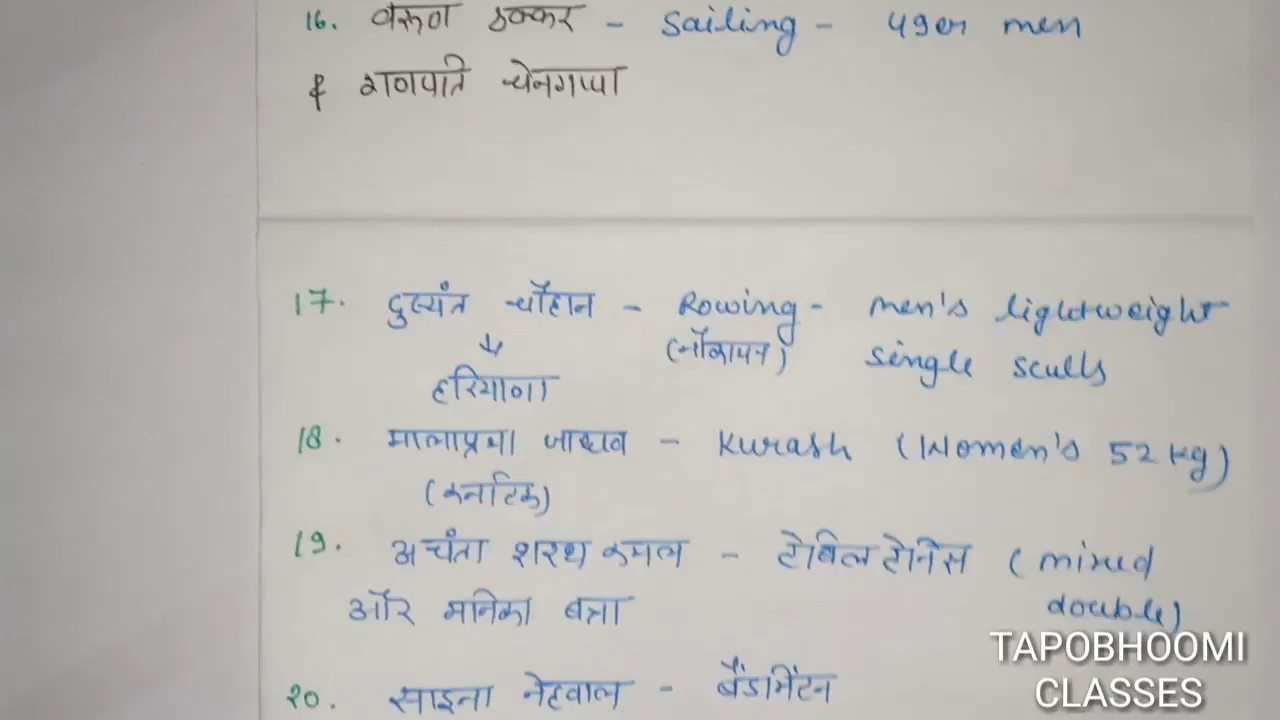 16. वरूण ठक्कर - Sailing - 49er men
& गणपति चेनगप्पा
17. दुष्यंत चौहान - Rowing - men's lightweight
(नौकायन) single sculls
हरियाणा
18. मालाप्रभा जाधव - Kurash (Women's 52 Kg)
(कर्नाटक)
19. अचंता शरथ कमल - टेबिल टेनिस (mixed
और मनिका बत्रा double)
20. साइना नेहवाल - बैडमिंटन
TAPOBHOOMI
CLASSES